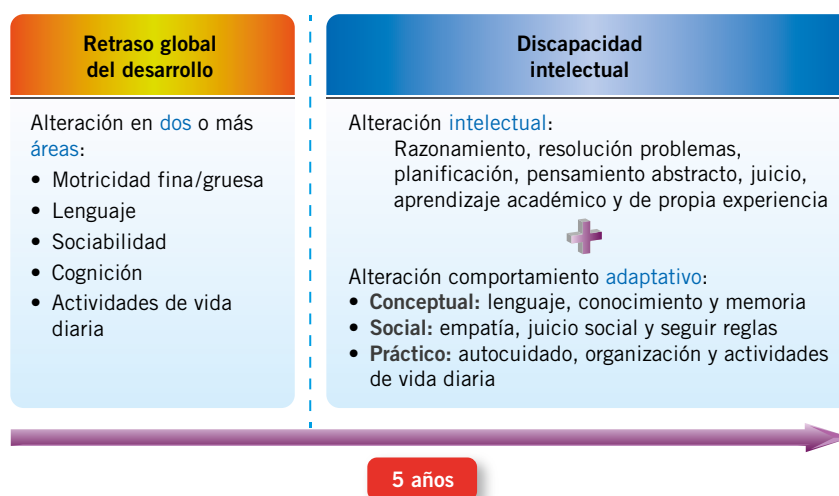 Retraso global
del desarrollo
Alteración en dos o más
áreas:
• Motricidad fina/gruesa
• Lenguaje
• Sociabilidad
• Cognición
• Actividades de vida
diaria
Discapacidad
intelectual
Alteración intelectual:
Razonamiento, resolución problemas,
planificación, pensamiento abstracto, juicio,
aprendizaje académico y de propia experiencia
+
Alteración comportamiento adaptativo:
• Conceptual: lenguaje, conocimiento y memoria
• Social: empatía, juicio social y seguir reglas
• Práctico: autocuidado, organización y actividades
de vida diaria
5 años